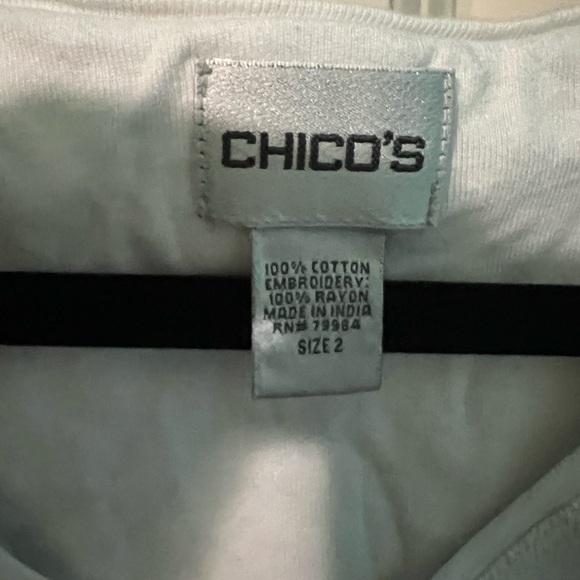 CHICO'S
100% COTTON
EMBROIDERY:
100% RAYON
MADE IN INDIA
RN# 79984
SIZE 2